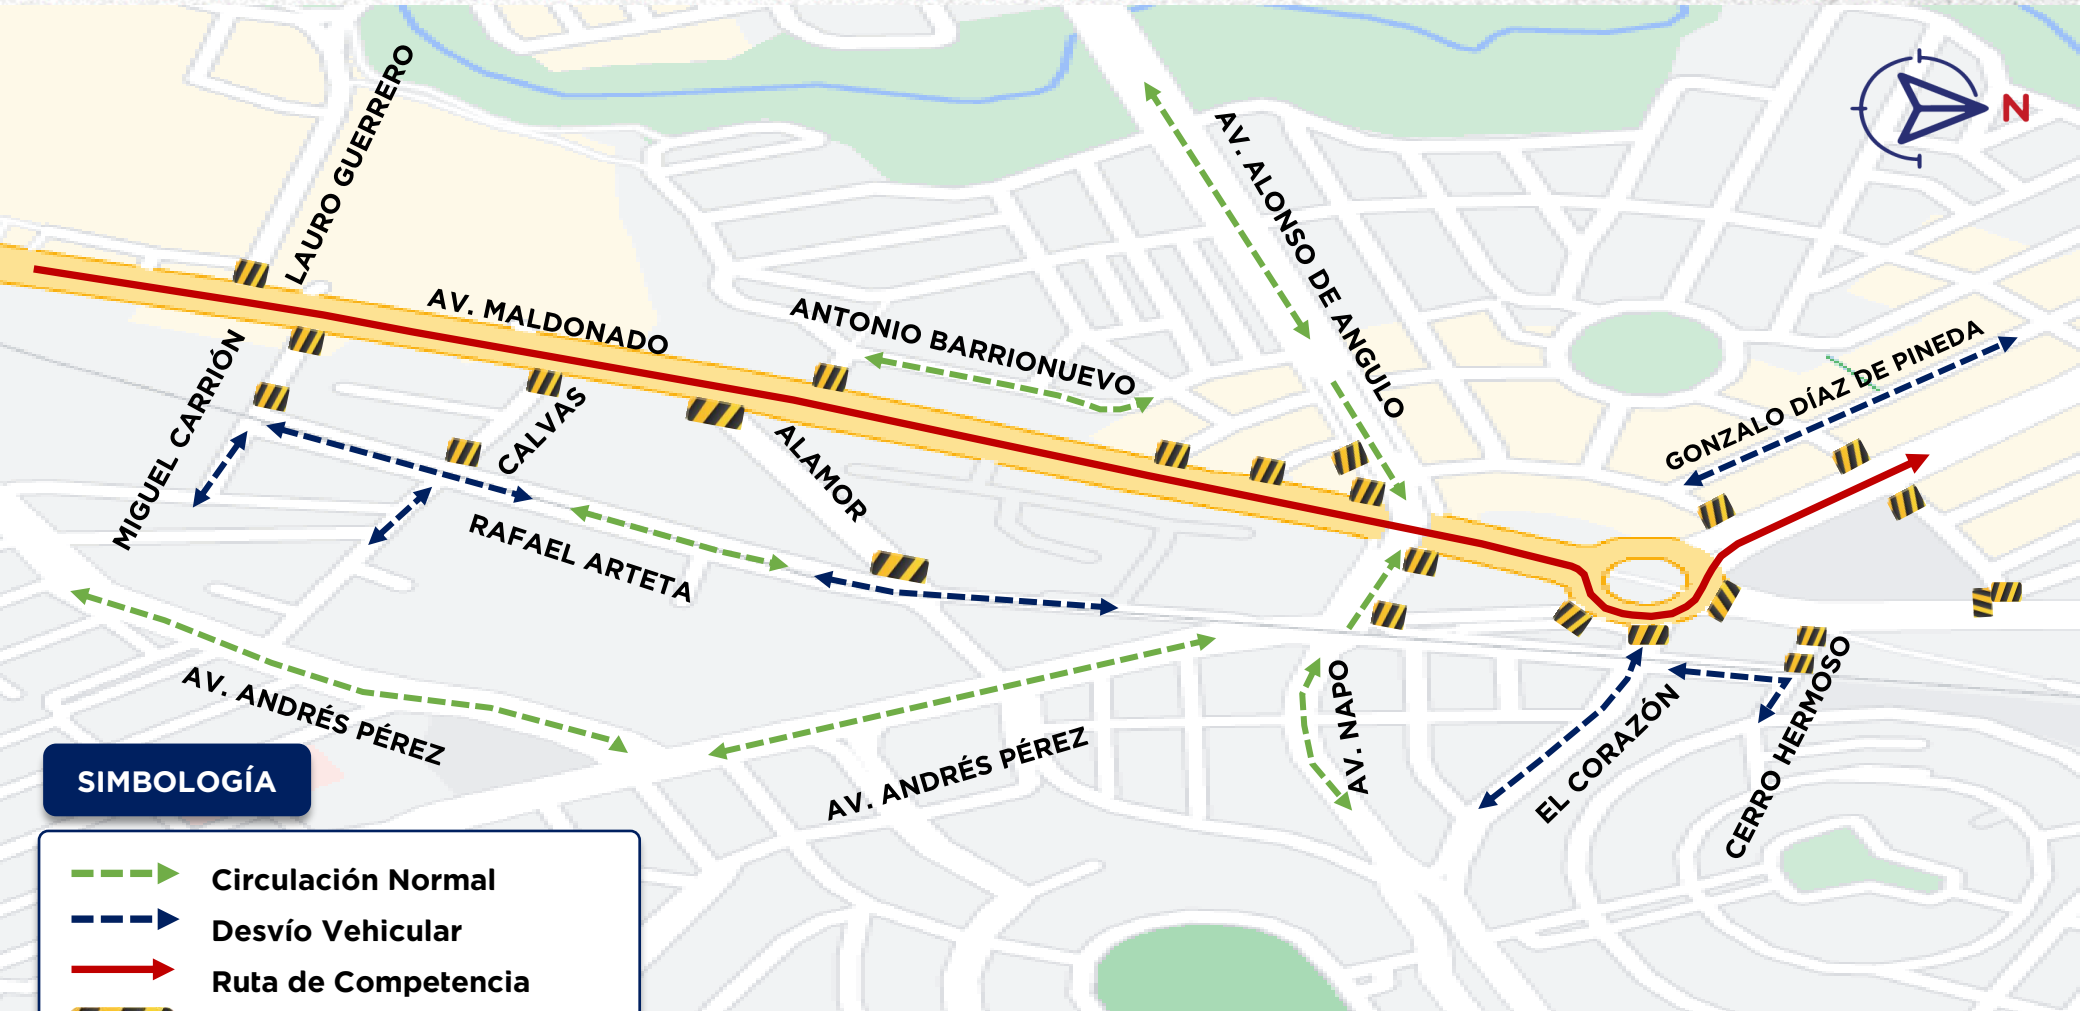 LAURO GUERRERO
N
AV. ALONSO DE ANGULO
AV. MALDONADO
ANTONIO BARRIONUEVO
MIGUEL CARRIÓN
CALVAS
ALAMOR
GONZALO DÍAZ DE PINEDA
RAFAEL ARTETA
AV. ANDRÉS PÉREZ
AV. ANDRÉS PÉREZ
AV. NAPO
EL CORAZÓN
CERRO HERMOSO
SIMBOLOGÍA
Circulación Normal
Desvío Vehicular
Ruta de Competencia